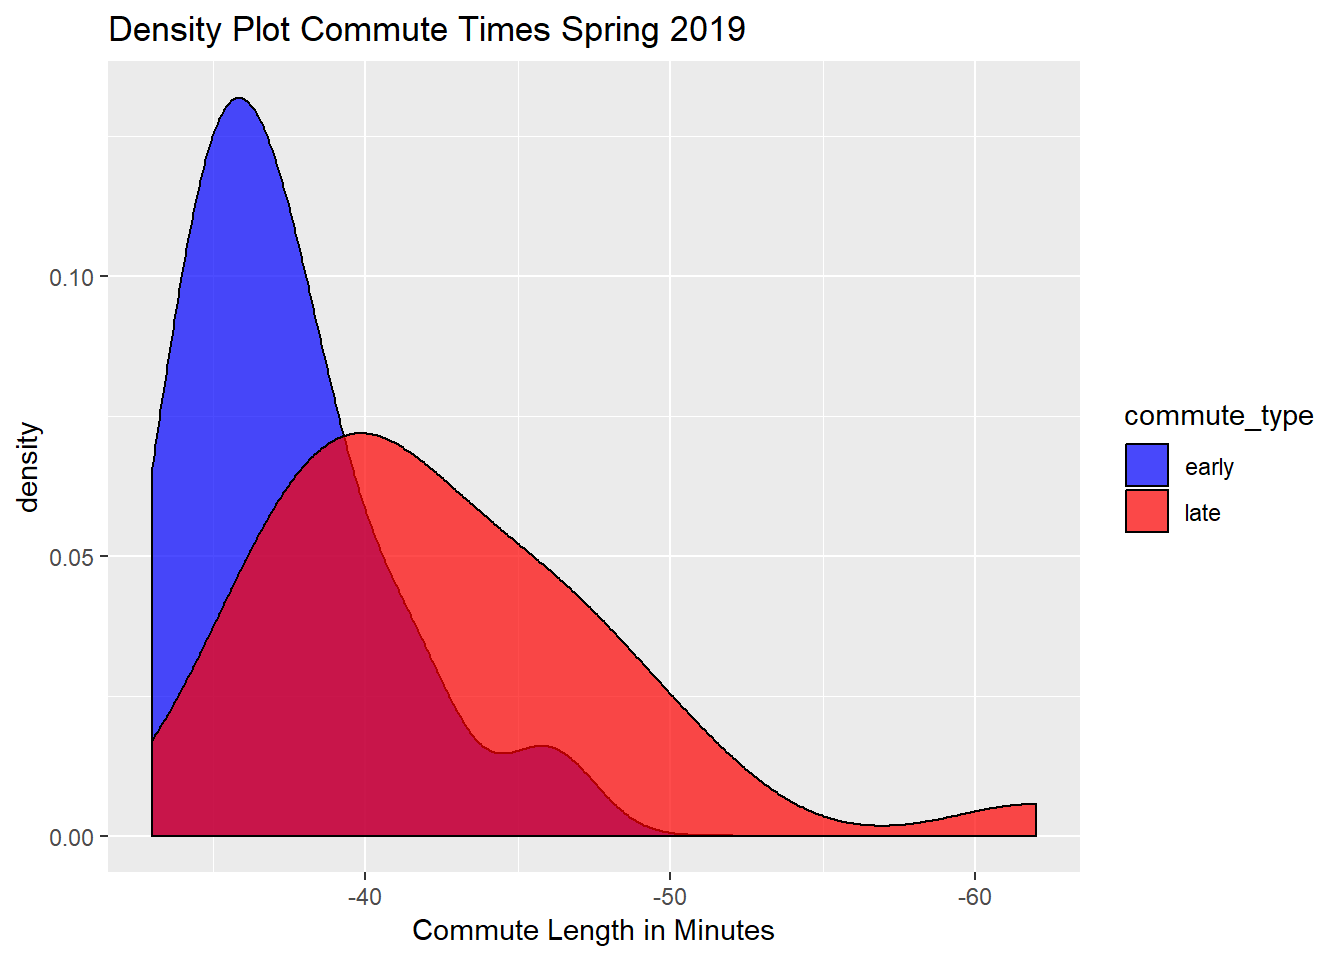 Density Plot Commute Times Spring 2019
density
0.10
0.05
0.00
-40
-50
-60
Commute Length in Minutes
commute_type
early
late